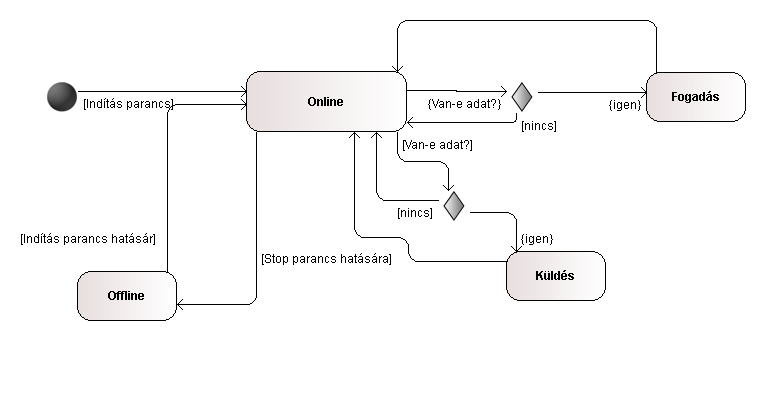 [Indítás parancs]
Online
{Van-e adat?}
{igen}
Fogadás
[nincs]
[Van-e adat?]
[nincs]
{igen}
[Indítás parancs hatásár]
[Stop parancs hatására]
Küldés
Offline